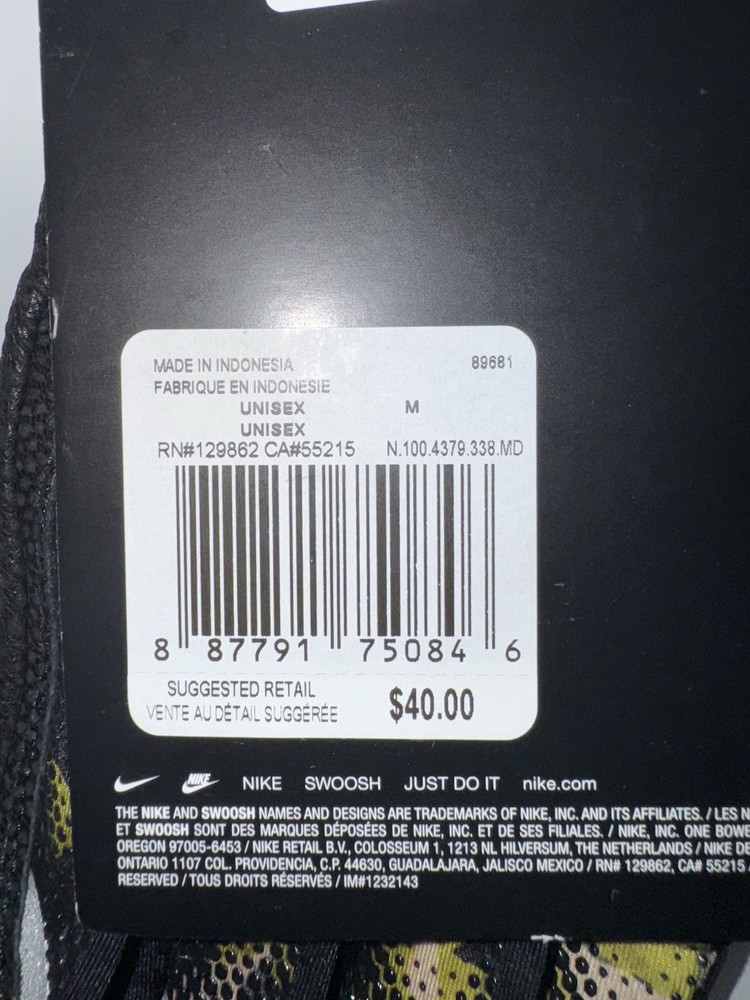 MADE IN INDONESIA 89681
FABRIQUE EN INDONESIE
UNISEX M
UNISEX
RN#129862 CA#55215 N.100.4379.338.MD
8 87791 75084 6
SUGGESTED RETAIL $40.00
VENTE AU DÉTAIL SUGGÉRÉE
NIKE NIKE SWOOSH JUST DO IT nike.com
THE NIKE AND SWOOSH NAMES AND DESIGNS ARE TRADEMARKS OF NIKE, INC. AND ITS AFFILIATES. / LES
ET SWOOSH SONT DES MARQUES DÉPOSÉES DE NIKE, INC. ET DE SES FILIALES. / NIKE, INC. ONE
OREGON 97005-6453 / NIKE RETAIL B.V., COLOSSEUM 1, 1213 NL HILVERSUM, THE NETHERLANDS / NIKE DE
ONTARIO 1107 COL. PROVIDENCIA, C.P. 44630, GUADALAJARA, JALISCO MEXICO / RN# 129862, CA# 55215
RESERVED / TOUS DROITS RÉSERVÉS / IM#1232143